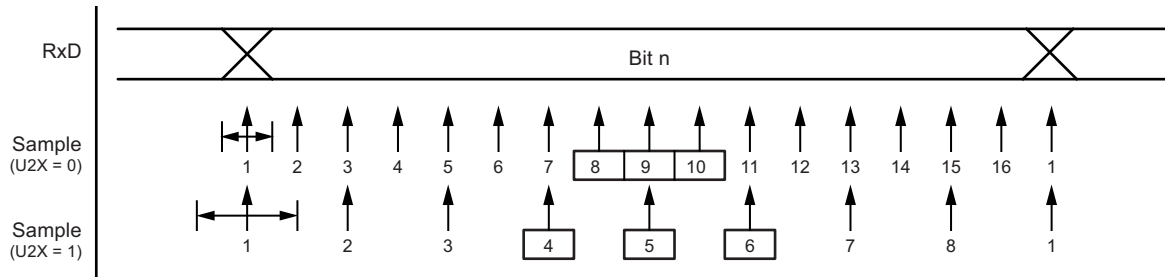 RxD Bit n
Sample
(U2X = 0) 1 2 3 4 5 6 7 8 9 10 11 12 13 14 15 16 1
Sample
(U2X = 1) 1 2 3 4 5 6 7 8 1